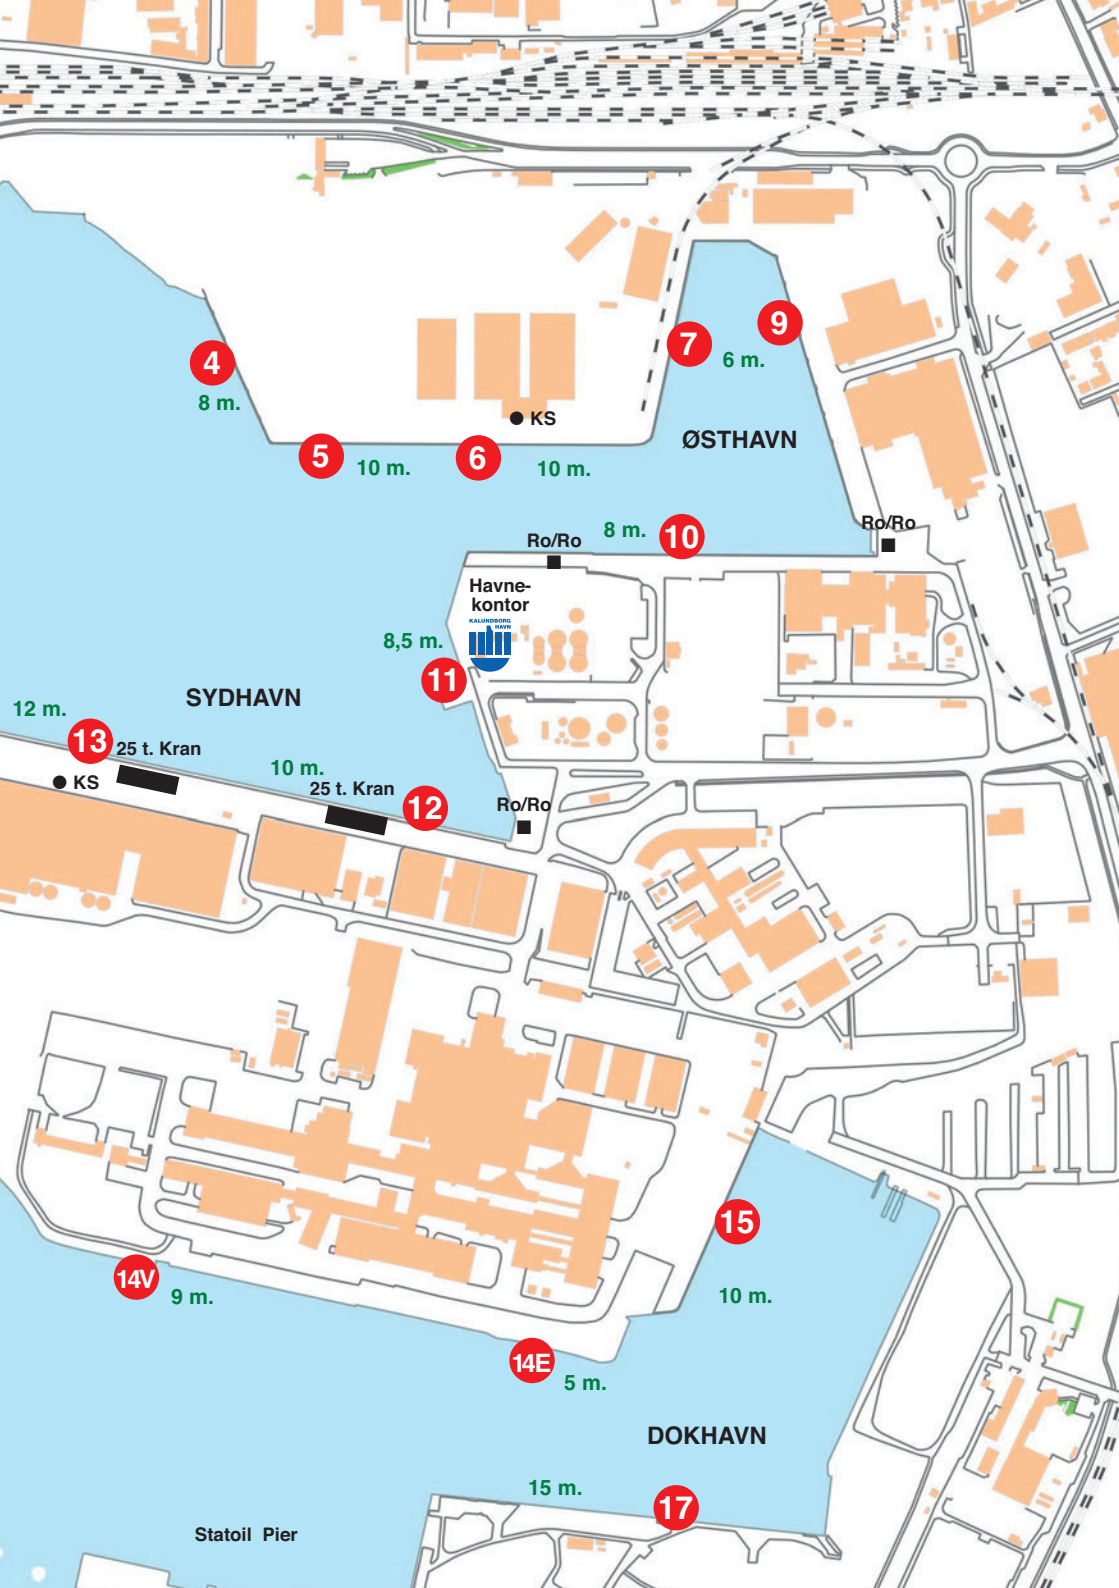 9
7
6 m.
4
8 m.
KS
5
10 m.
6
10 m.
ØSTHAVN
Ro/Ro
8 m.
10
Ro/Ro
Havne-
kontor
KALUNDBORG
HAVN
8,5 m.
11
SYDHAVN
12 m.
13
25 t. Kran
KS
10 m.
25 t. Kran
12
Ro/Ro
15
14V
9 m.
10 m.
14E
5 m.
DOKHAVN
15 m.
17
Statoil Pier